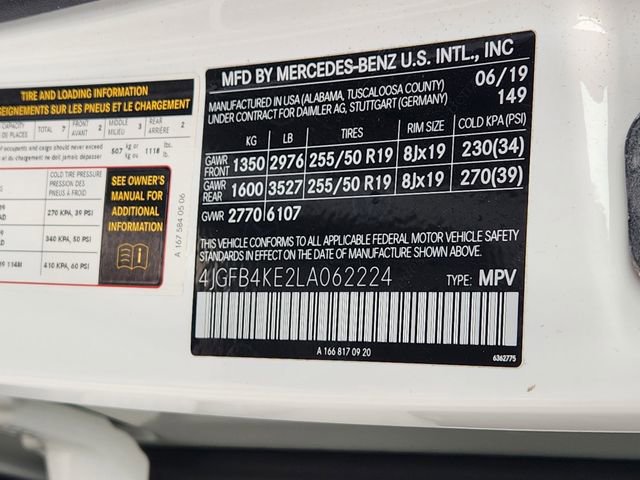 TIRE AND LOADING INFORMATION
ENSEIGNEMENTS SUR LES PNEUS ET LE CHARGEMENT
CAPACITY
DE PLACES
TOTAL 7
FRONT AVANT 2
MIDDLE MILIEU 3
REAR ARRIÈRE 2
of occupants and cargo should never exceed
et du chargement ne doit jamais dépasser
507 kg or kg ou 1118 lbs. lb.
COLD TIRE PRESSURE
PRESSION DES
PNEUS À FROID
270 KPA, 39 PSI
340 KPA, 50 PSI
410 KPA, 60 PSI
SEE OWNER'S
MANUAL FOR
ADDITIONAL
INFORMATION
A 167 584 05 06
MFD BY MERCEDES-BENZ U.S. INTL., INC
MANUFACTURED IN USA (ALABAMA, TUSCALOOSA COUNTY) 06/19
UNDER CONTRACT FOR DAIMLER AG, STUTTGART (GERMANY) 149
KG LB TIRES RIM SIZE COLD KPA (PSI)
GAWR FRONT 1350 2976 255/50 R19 8Jx19 230(34)
GAWR REAR 1600 3527 255/50 R19 8Jx19 270(39)
GWR 2770 6107
THIS VEHICLE CONFORMS TO ALL APPLICABLE FEDERAL MOTOR VEHICLE SAFETY
STANDARDS IN EFFECT ON THE DATE OF MANUFACTURE SHOWN ABOVE.
4JGFB4KE2LA062224 TYPE: MPV
A 166 817 09 20
6362775